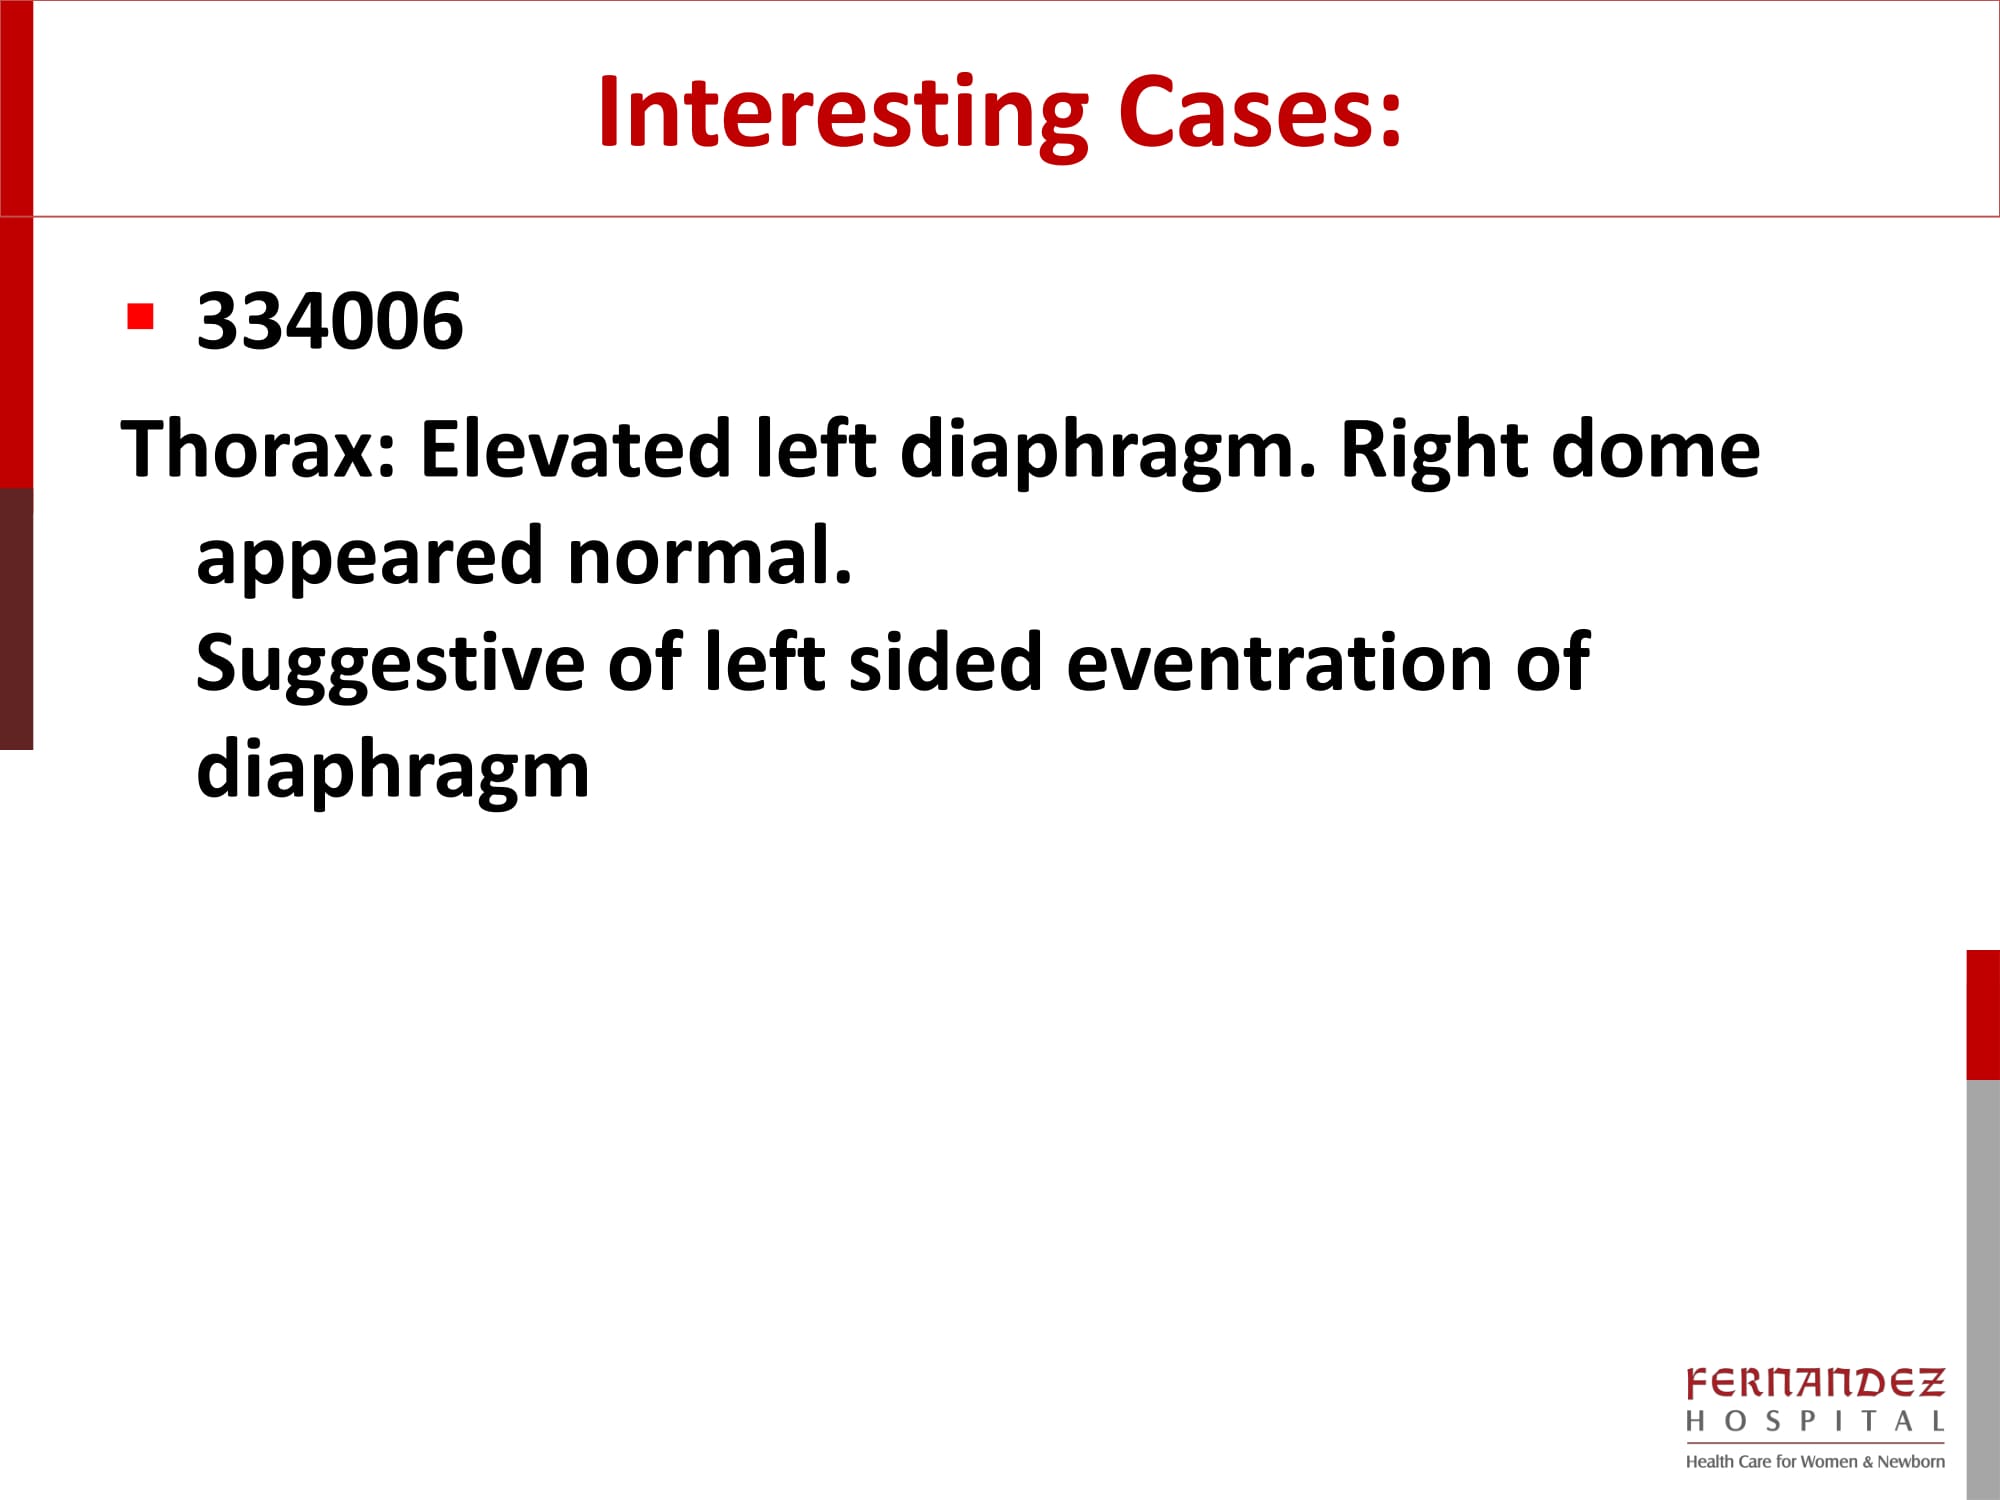 Interesting Cases:
334006
Thorax: Elevated left diaphragm. Right dome
appeared normal.
Suggestive of left sided eventration of
diaphragm
FERNANDEZ
HOSPITAL
Health Care for Women & Newborn